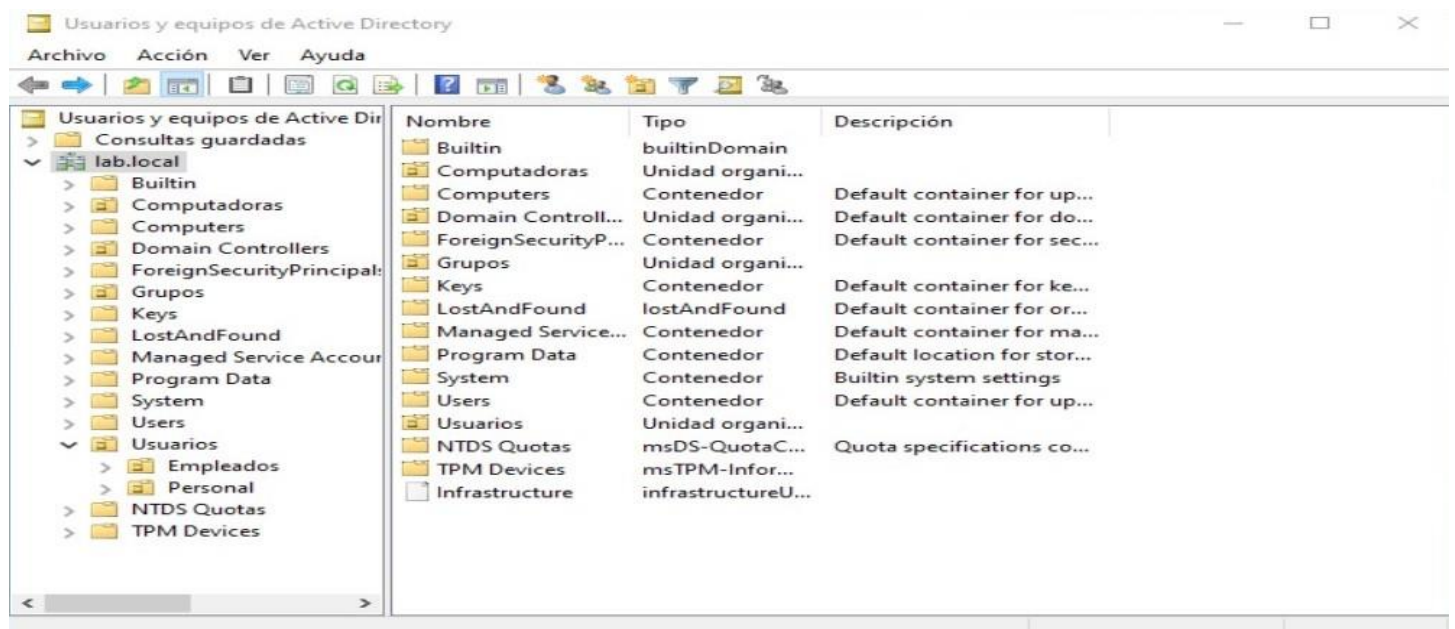 Usuarios y equipos de Active Directory
Archivo Acción Ver Ayuda
Usuarios y equipos de Active Dir
Consultas guardadas
lab.local
Builtin
Computadoras
Computers
Domain Controllers
ForeignSecurityPrincipals
Grupos
Keys
LostAndFound
Managed Service Accour
Program Data
System
Users
Usuarios
Empleados
Personal
NTDS Quotas
TPM Devices
Nombre Tipo Descripción
Builtin builtinDomain
Computadoras Unidad organi...
Computers Contenedor Default container for up...
Domain Controll... Unidad organi... Default container for do...
ForeignSecurityP... Contenedor Default container for sec...
Grupos Unidad organi...
Keys Contenedor Default container for ke...
LostAndFound lostAndFound Default container for or...
Managed Service... Contenedor Default container for ma...
Program Data Contenedor Default location for stor...
System Contenedor Builtin system settings
Users Contenedor Default container for up...
Usuarios Unidad organi...
NTDS Quotas msDS-QuotaC... Quota specifications co...
TPM Devices msTPM-Infor...
Infrastructure infrastructureU...